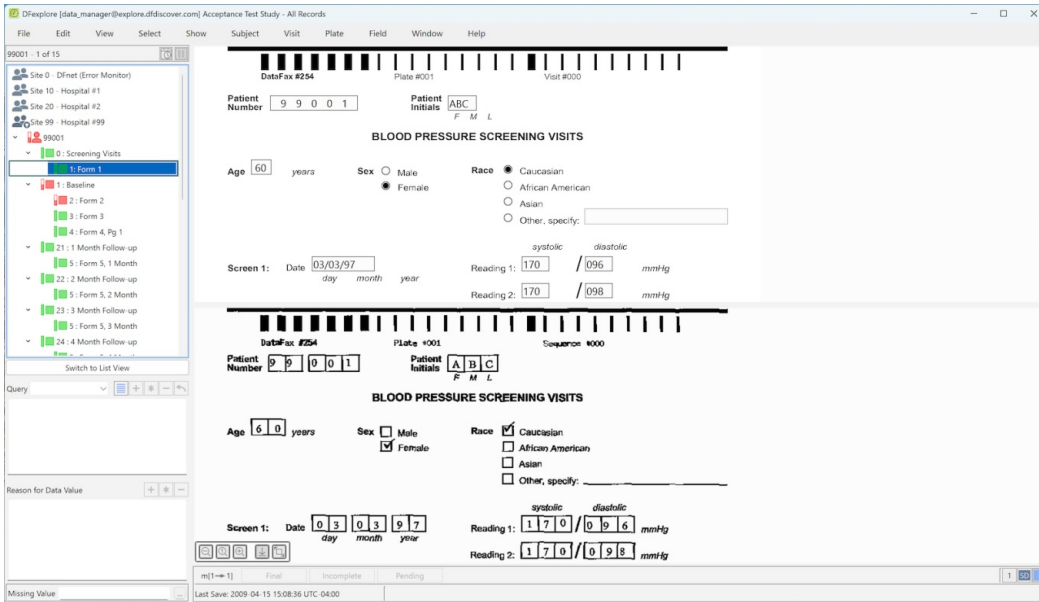 DFexplore [data_manager@explore.dfdiscover.com] Acceptance Test Study - All Records
File Edit View Select Show Subject Visit Plate Field Window Help
99001 - 1 of 15
Site 0 - DFnet (Error Monitor)
Site 10 - Hospital #1
Site 20 - Hospital #2
Site 99 - Hospital #99
99001
0 : Screening Visits
1: Form 1
1 : Baseline
2 : Form 2
3 : Form 3
4 : Form 4, Pg 1
21 : 1 Month Follow-up
5 : Form 5, 1 Month
22 : 2 Month Follow-up
5 : Form 5, 2 Month
23 : 3 Month Follow-up
5 : Form 5, 3 Month
24 : 4 Month Follow-up
Switch to List View
Query
Reason for Data Value
Missing Value
DataFax #254 Plate #001 Visit #000
Patient Number 9 9 0 0 1 Patient Initials ABC
F M L
BLOOD PRESSURE SCREENING VISITS
Age 60 years Sex Male Race Caucasian
Female African American
Asian
Other, specify:
systolic diastolic
Screen 1: Date 03/03/97 Reading 1: 170 / 096 mmHg
day month year
Reading 2: 170 / 098 mmHg
DataFax #254 Plate #001 Sequence #000
Patient Number 9 9 0 0 1 Patient Initials A B C
F M L
BLOOD PRESSURE SCREENING VISITS
Age 6 0 years Sex Male Race Caucasian
Female African American
Asian
Other, specify:
systolic diastolic
Screen 1: Date 0 3 0 3 9 7 Reading 1: 1 7 0 / 0 9 6 mmHg
day month year
Reading 2: 1 7 0 / 0 9 8 mmHg
m[1→1] Final Incomplete Pending 1 SD
Last Save: 2009-04-15 15:08:36 UTC-04:00